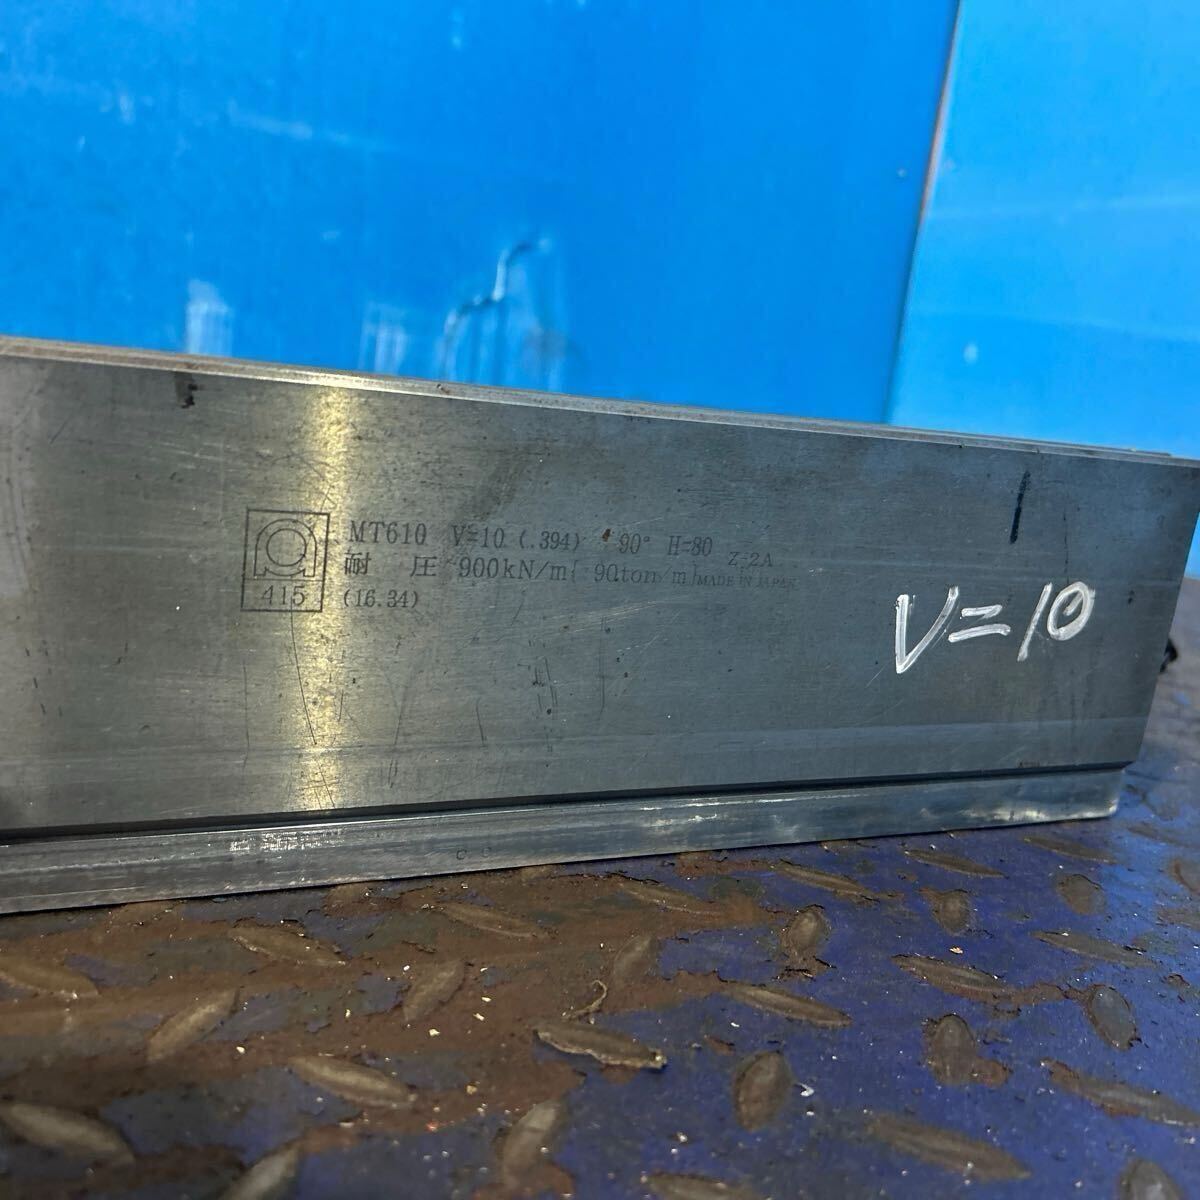 MT610 V=10 (.394) 90° H=80 Z-2A
耐 圧 900kN/m{ 90ton/m} MADE IN JAPAN
415 (16.34)
V=10